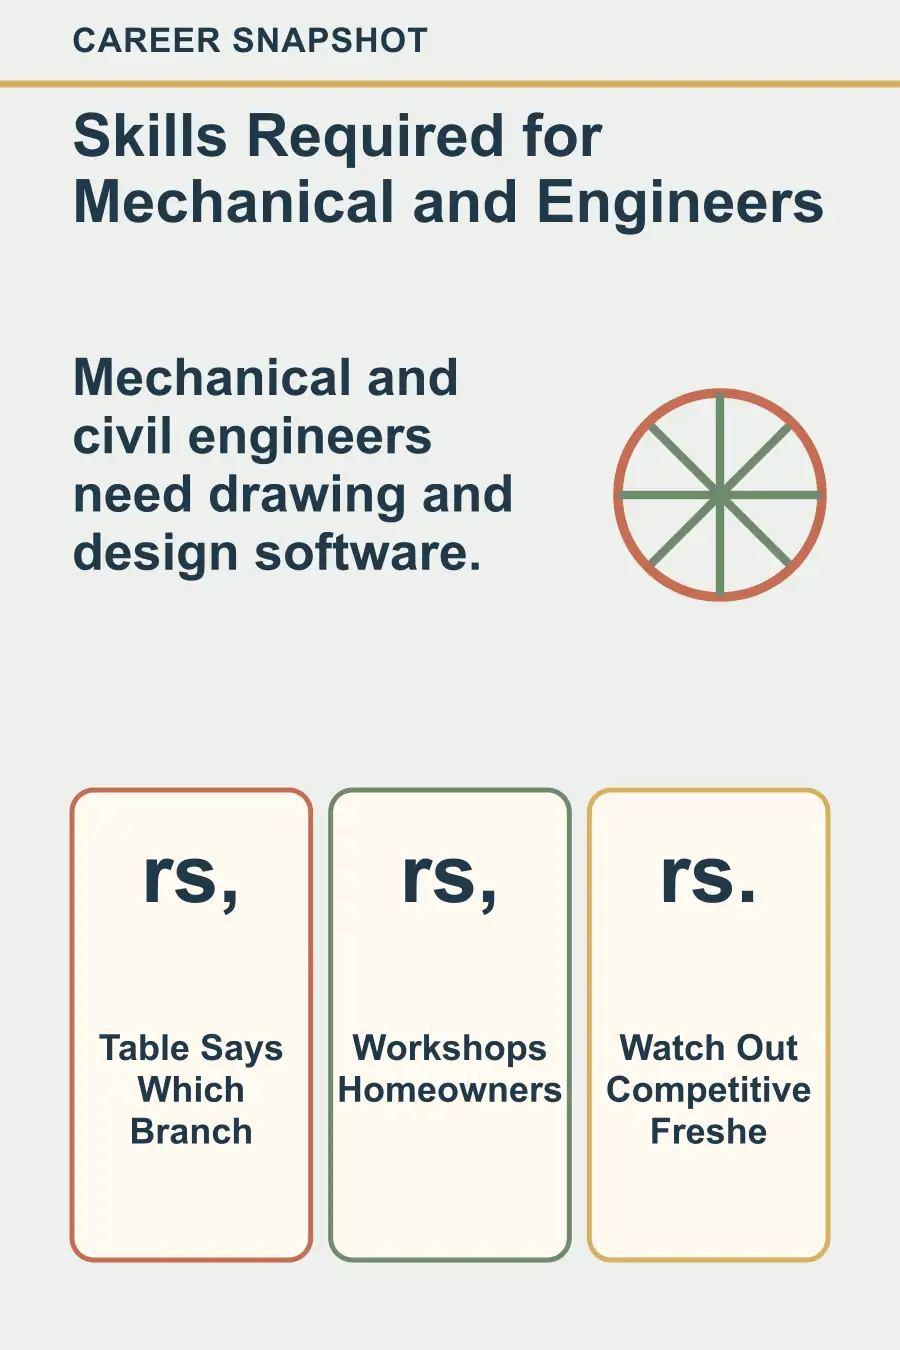 CAREER SNAPSHOT
Skills Required for
Mechanical and Engineers
Mechanical and
civil engineers
need drawing and
design software.
rs,
Table Says
Which
Branch
rs,
Workshops
Homeowners
rs.
Watch Out
Competitive
Freshe